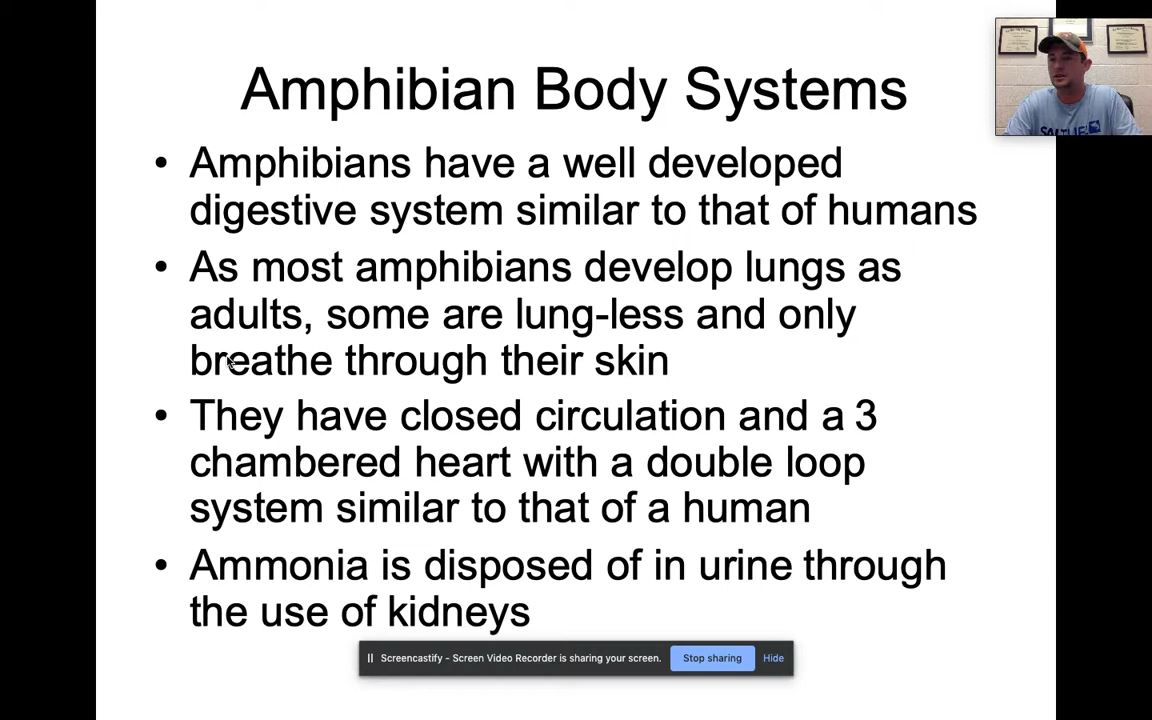 Amphibian Body Systems
• Amphibians have a well developed
digestive system similar to that of humans
• As most amphibians develop lungs as
adults, some are lung-less and only
breathe through their skin
• They have closed circulation and a 3
chambered heart with a double loop
system similar to that of a human
• Ammonia is disposed of in urine through
the use of kidneys
Screencastify - Screen Video Recorder is sharing your screen. Stop sharing Hide